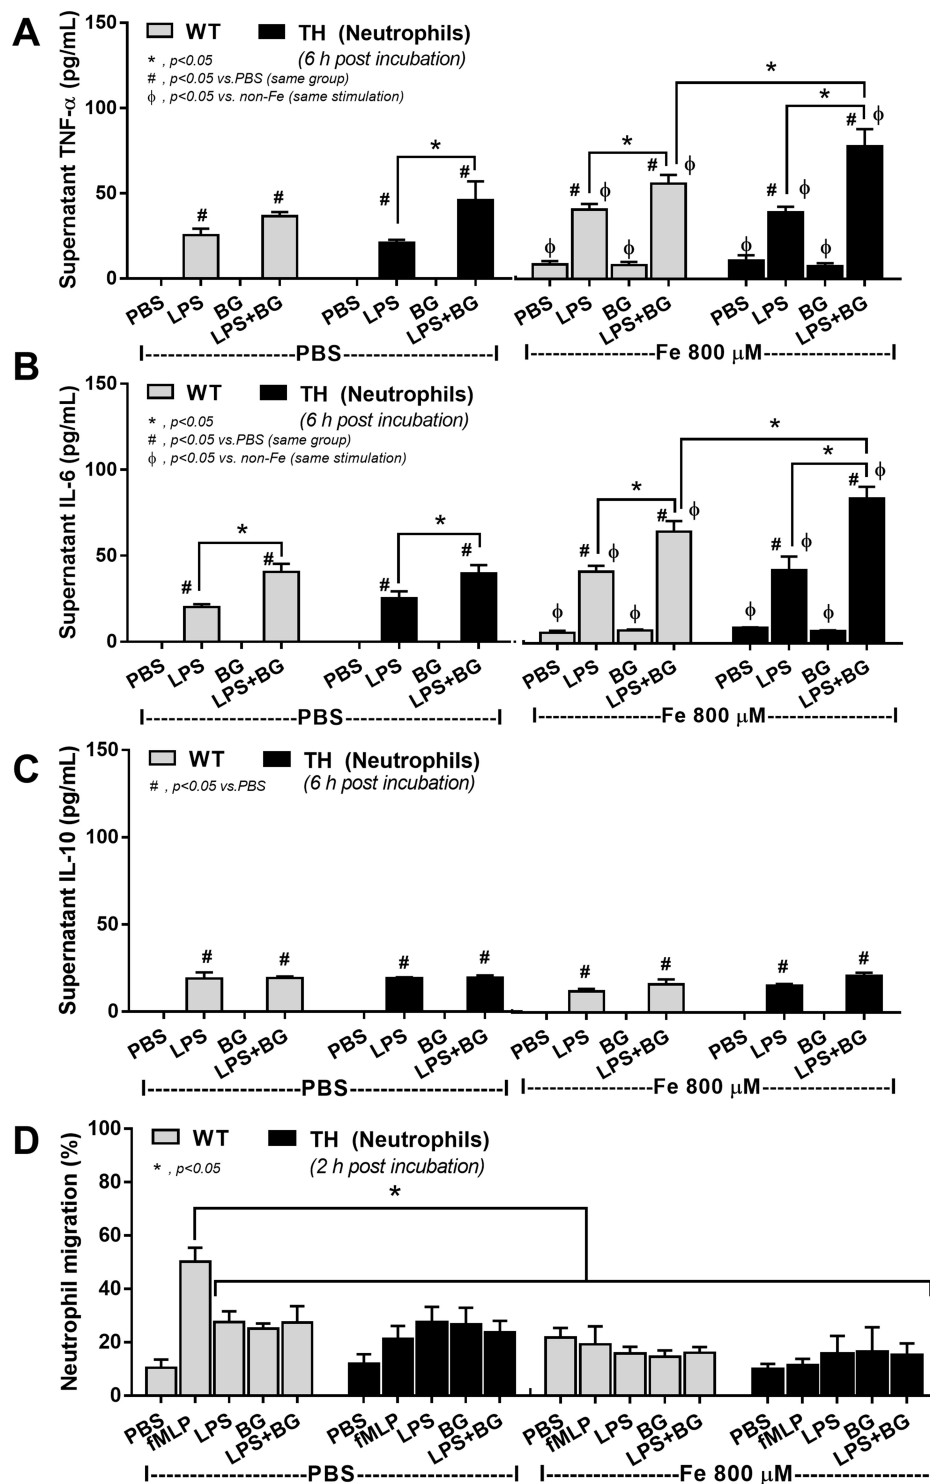 A
Supernatant TNF-α (pg/mL)
150
100
50
0
WT
TH (Neutrophils)
(6 h post incubation)
* , p<0.05
# , p<0.05 vs.PBS (same group)
ϕ , p<0.05 vs. non-Fe (same stimulation)
# # # * # ϕ # ϕ * ϕ # ϕ * * ϕ # ϕ ϕ # ϕ
PBS LPS BG LPS+BG PBS LPS BG LPS+BG PBS LPS BG LPS+BG PBS LPS BG LPS+BG
PBS
Fe 800 μM
B
Supernatant IL-6 (pg/mL)
150
100
50
0
WT
TH (Neutrophils)
(6 h post incubation)
* , p<0.05
# , p<0.05 vs.PBS (same group)
ϕ , p<0.05 vs. non-Fe (same stimulation)
# * # # * # ϕ # ϕ * ϕ # ϕ * * ϕ # ϕ ϕ # ϕ
PBS LPS BG LPS+BG PBS LPS BG LPS+BG PBS LPS BG LPS+BG PBS LPS BG LPS+BG
PBS
Fe 800 μM
C
Supernatant IL-10 (pg/mL)
150
100
50
0
WT
TH (Neutrophils)
(6 h post incubation)
# , p<0.05 vs.PBS
# # # # # # # #
PBS LPS BG LPS+BG PBS LPS BG LPS+BG PBS LPS BG LPS+BG PBS LPS BG LPS+BG
PBS
Fe 800 μM
D
Neutrophil migration (%)
100
80
60
40
20
0
WT
TH (Neutrophils)
(2 h post incubation)
* , p<0.05
*
PBS fMLP LPS BG LPS+BG PBS fMLP LPS BG LPS+BG PBS fMLP LPS BG LPS+BG PBS fMLP LPS BG LPS+BG
PBS
Fe 800 μM